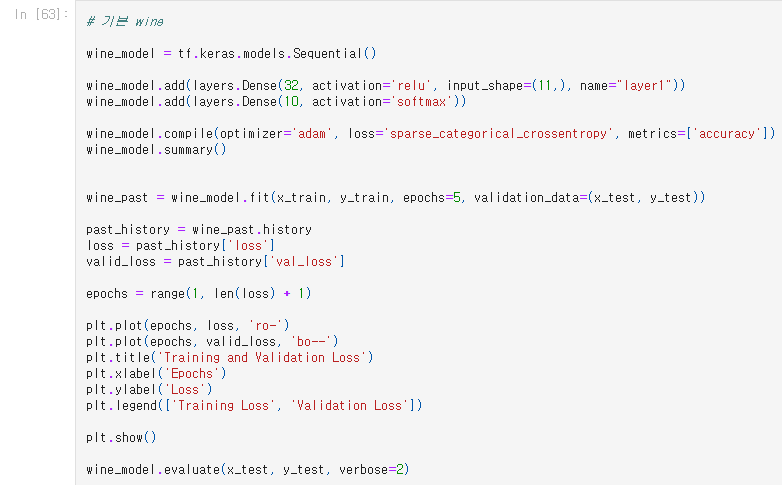 In [63]:
# 기본 wine
wine_model = tf.keras.models.Sequential()
wine_model.add(layers.Dense(32, activation='relu', input_shape=(11,), name="layer1"))
wine_model.add(layers.Dense(10, activation='softmax'))
wine_model.compile(optimizer='adam', loss='sparse_categorical_crossentropy', metrics=['accuracy'])
wine_model.summary()
wine_past = wine_model.fit(x_train, y_train, epochs=5, validation_data=(x_test, y_test))
past_history = wine_past.history
loss = past_history['loss']
valid_loss = past_history['val_loss']
epochs = range(1, len(loss) + 1)
plt.plot(epochs, loss, 'ro-')
plt.plot(epochs, valid_loss, 'bo--')
plt.title('Training and Validation Loss')
plt.xlabel('Epochs')
plt.ylabel('Loss')
plt.legend(['Training Loss', 'Validation Loss'])
plt.show()
wine_model.evaluate(x_test, y_test, verbose=2)